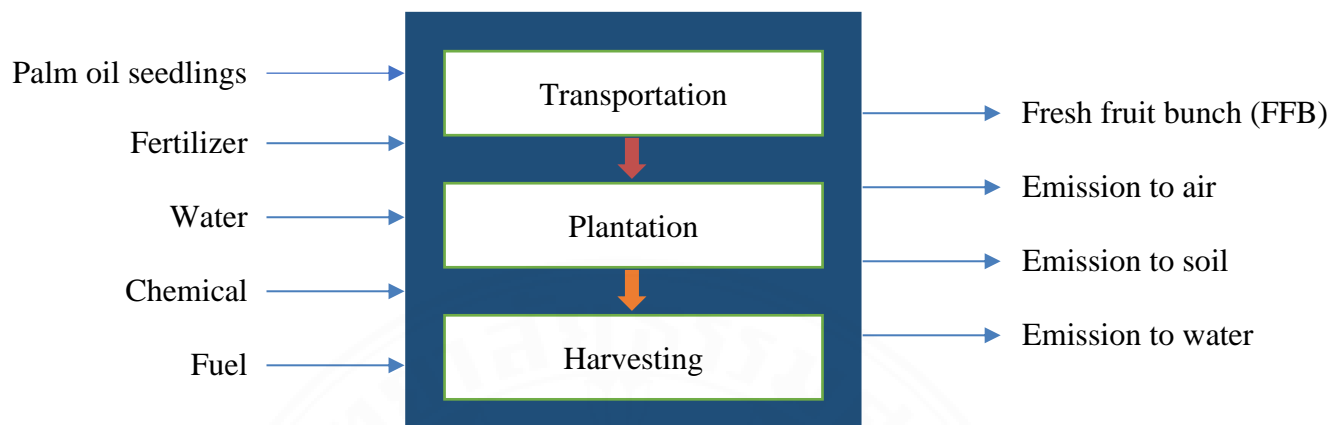 Palm oil seedlings
Fertilizer
Water
Chemical
Fuel
Transportation
Plantation
Harvesting
Fresh fruit bunch (FFB)
Emission to air
Emission to soil
Emission to water